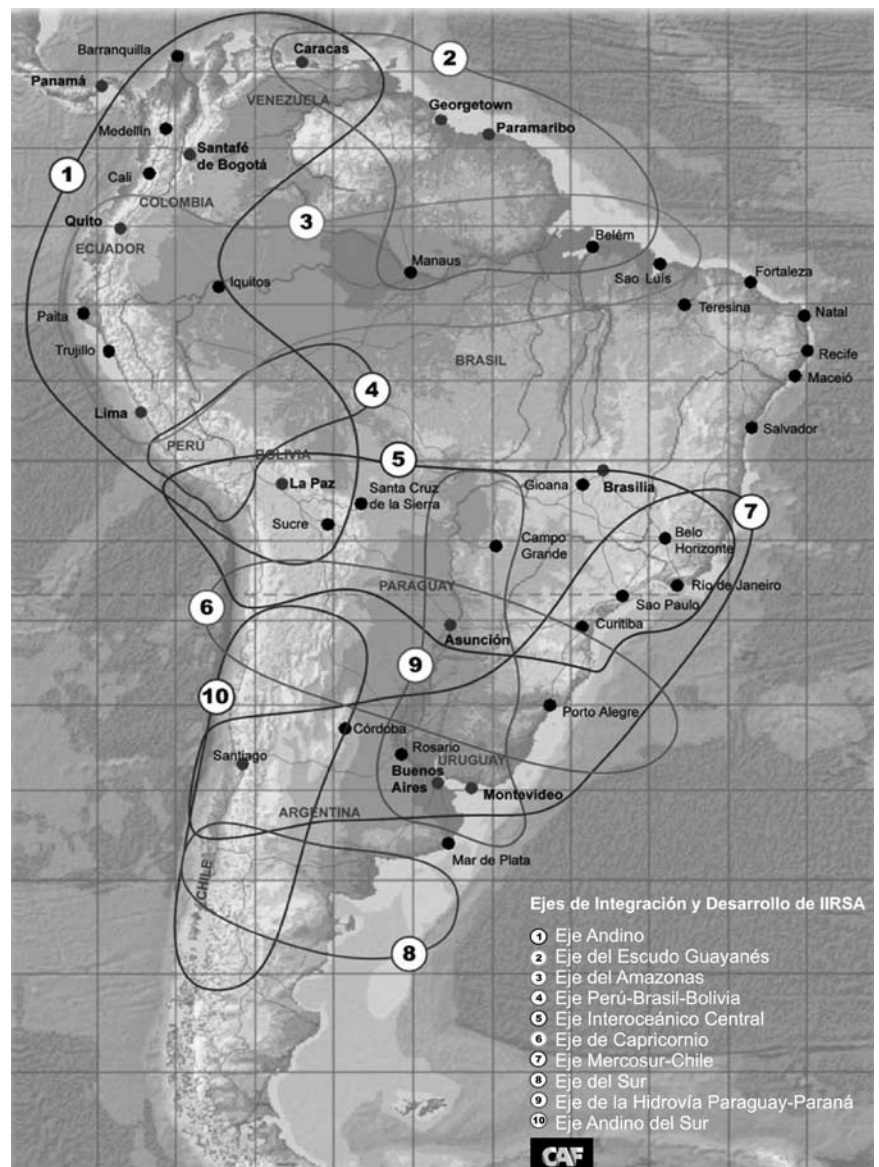 Barranquilla
Caracas
2
Panamá
VENEZUELA
Georgetown
Medellín
Paramaribo
Santafé
de Bogotá
1
Cali
COLOMBIA
3
Quito
ECUADOR
Belém
Manaus
Sao Luis
Fortaleza
Iquitos
Teresina
Paita
Natal
Trujillo
BRASIL
Recife
Maceió
4
Lima
Salvador
PERÚ
BOLIVIA
5
La Paz
Santa Cruz
de la Sierra
Gioana
Brasilia
7
Sucre
Campo
Grande
Belo
Horizonte
PARAGUAY
Río de Janeiro
6
Sao Paulo
Asunción
Curitiba
9
10
Porto Alegre
Córdoba
Santiago
Rosario
URUGUAY
Buenos
Aires
Montevideo
ARGENTINA
Mar de Plata
CHILE
8
Ejes de Integración y Desarrollo de IIRSA
1 Eje Andino
2 Eje del Escudo Guayanés
3 Eje del Amazonas
4 Eje Perú-Brasil-Bolivia
5 Eje Interoceánico Central
6 Eje de Capricornio
7 Eje Mercosur-Chile
8 Eje del Sur
9 Eje de la Hidrovía Paraguay-Paraná
10 Eje Andino del Sur
CAF